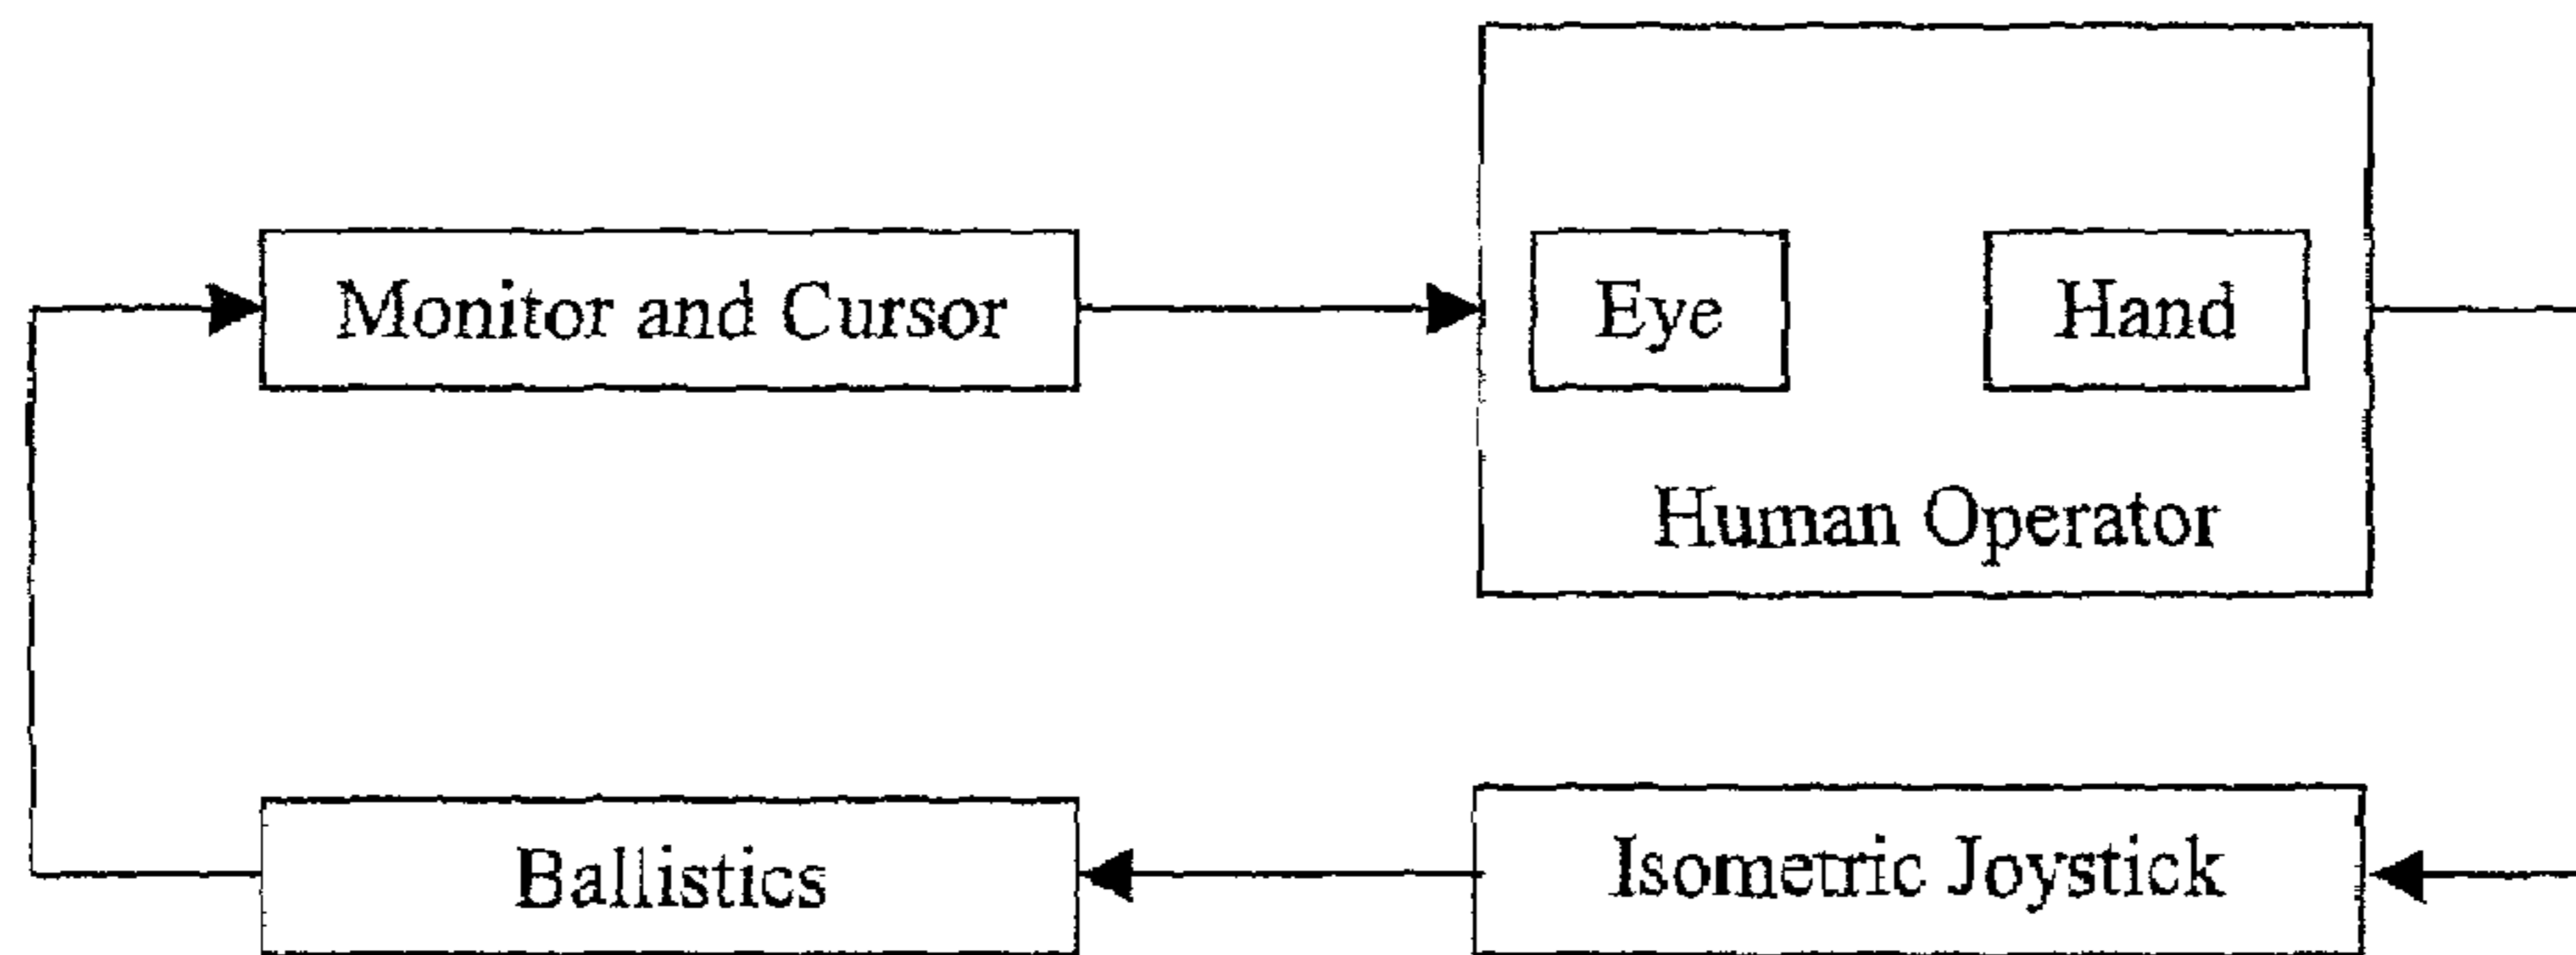 Monitor and Cursor
Eye
Hand
Human Operator
Ballistics
Isometric Joystick